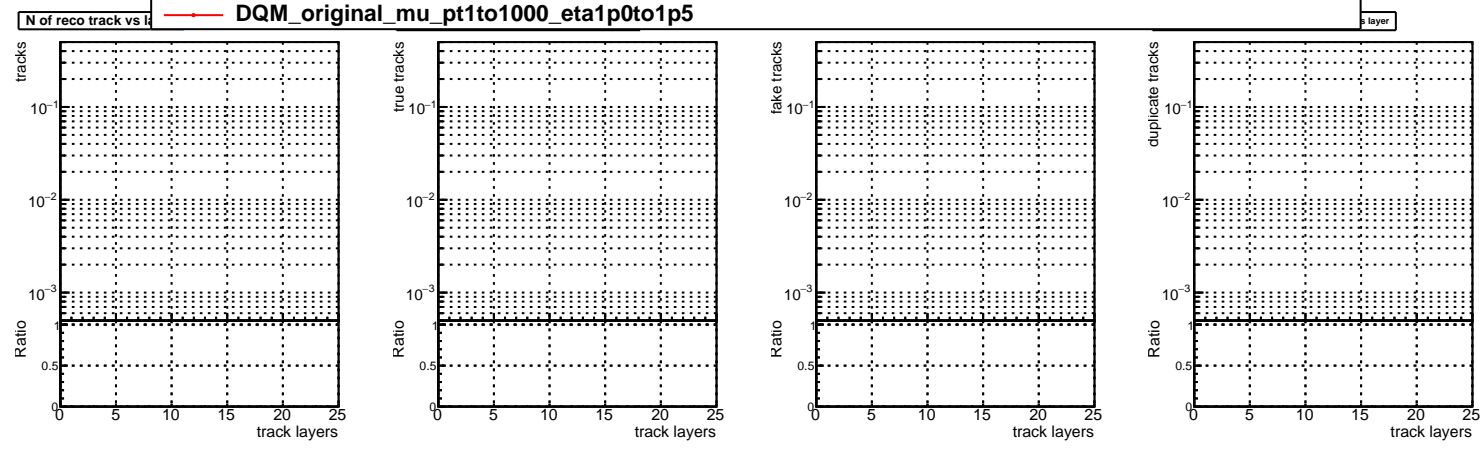 DQM_original_mu_pt1to1000_eta1p0to1p5
N of reco track vs
s layer
tracks
10⁻¹
10⁻²
10⁻³
Ratio
1
0.5
0
0 5 10 15 20 25
track layers
true tracks
10⁻¹
10⁻²
10⁻³
Ratio
1
0.5
0
0 5 10 15 20 25
track layers
fake tracks
10⁻¹
10⁻²
10⁻³
Ratio
1
0.5
0
0 5 10 15 20 25
track layers
duplicate tracks
10⁻¹
10⁻²
10⁻³
Ratio
1
0.5
0
0 5 10 15 20 25
track layers